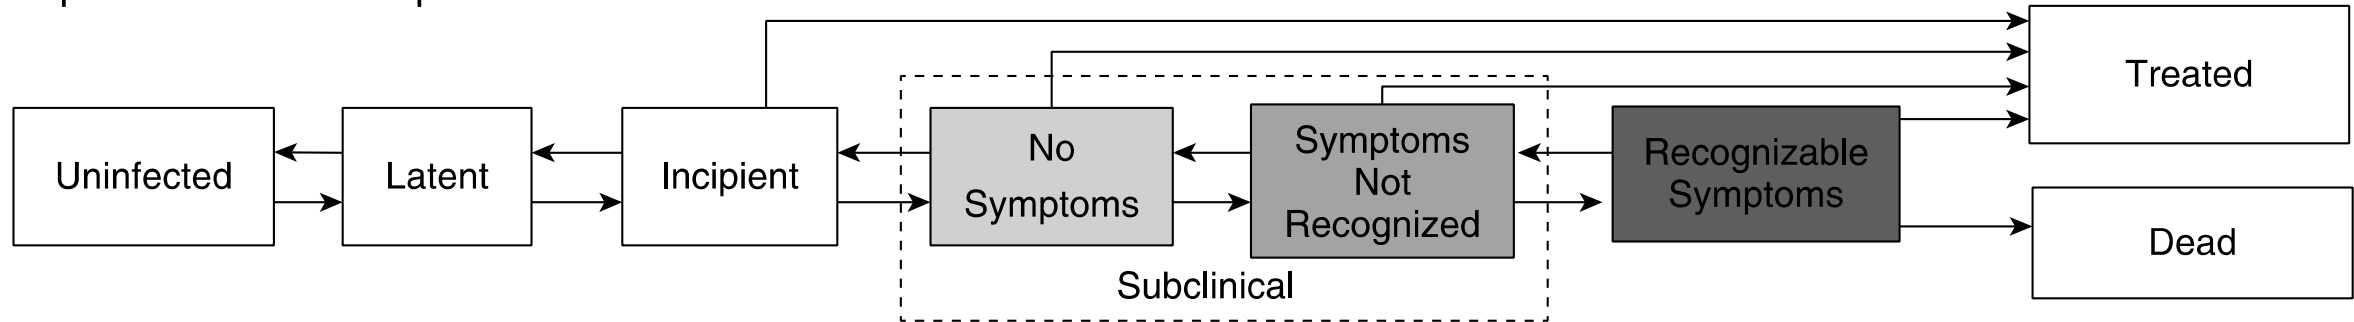 Uninfected
Latent
Incipient
No
Symptoms
Symptoms
Not
Recognized
Subclinical
Recognizable
Symptoms
Treated
Dead